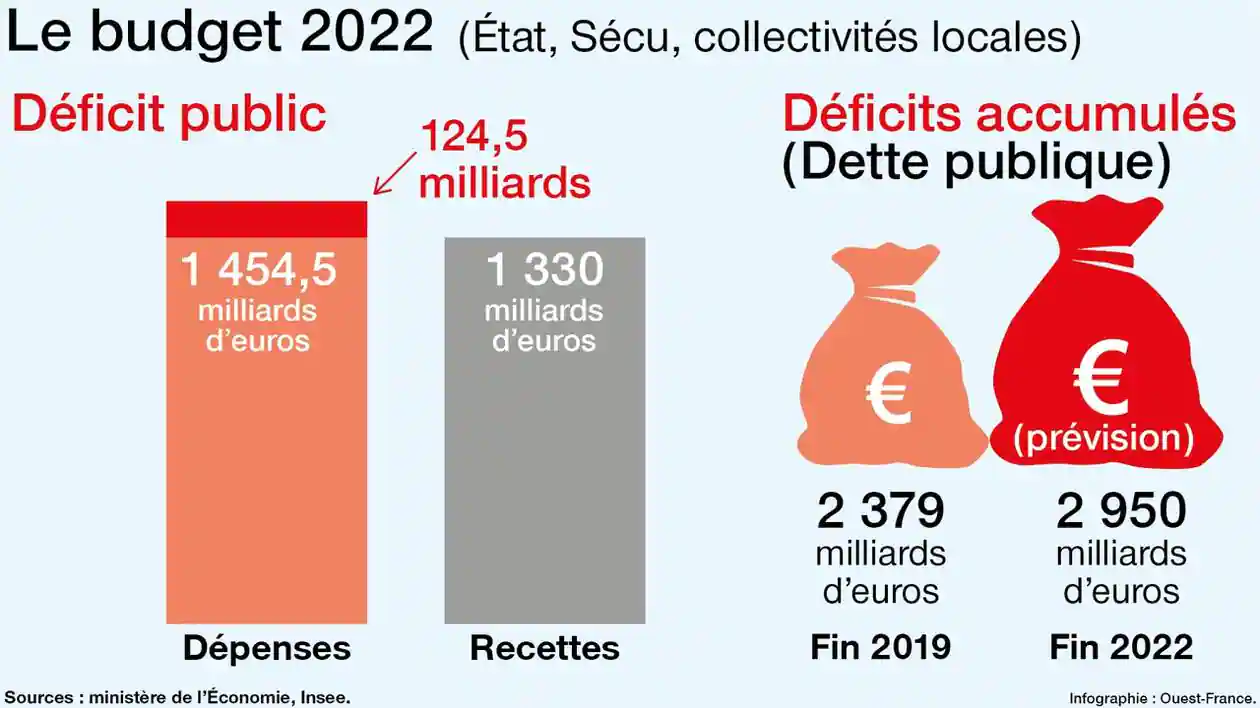 Le budget 2022 (État, Sécu, collectivités locales)
Déficit public
124,5
milliards
1 454,5
milliards
d’euros
1 330
milliards
d’euros
Dépenses
Recettes
Déficits accumulés
(Dette publique)
€
€
(prévision)
2 379
milliards
d’euros
Fin 2019
2 950
milliards
d’euros
Fin 2022
Sources : ministère de l’Économie, Insee.
Infographie : Ouest-France.